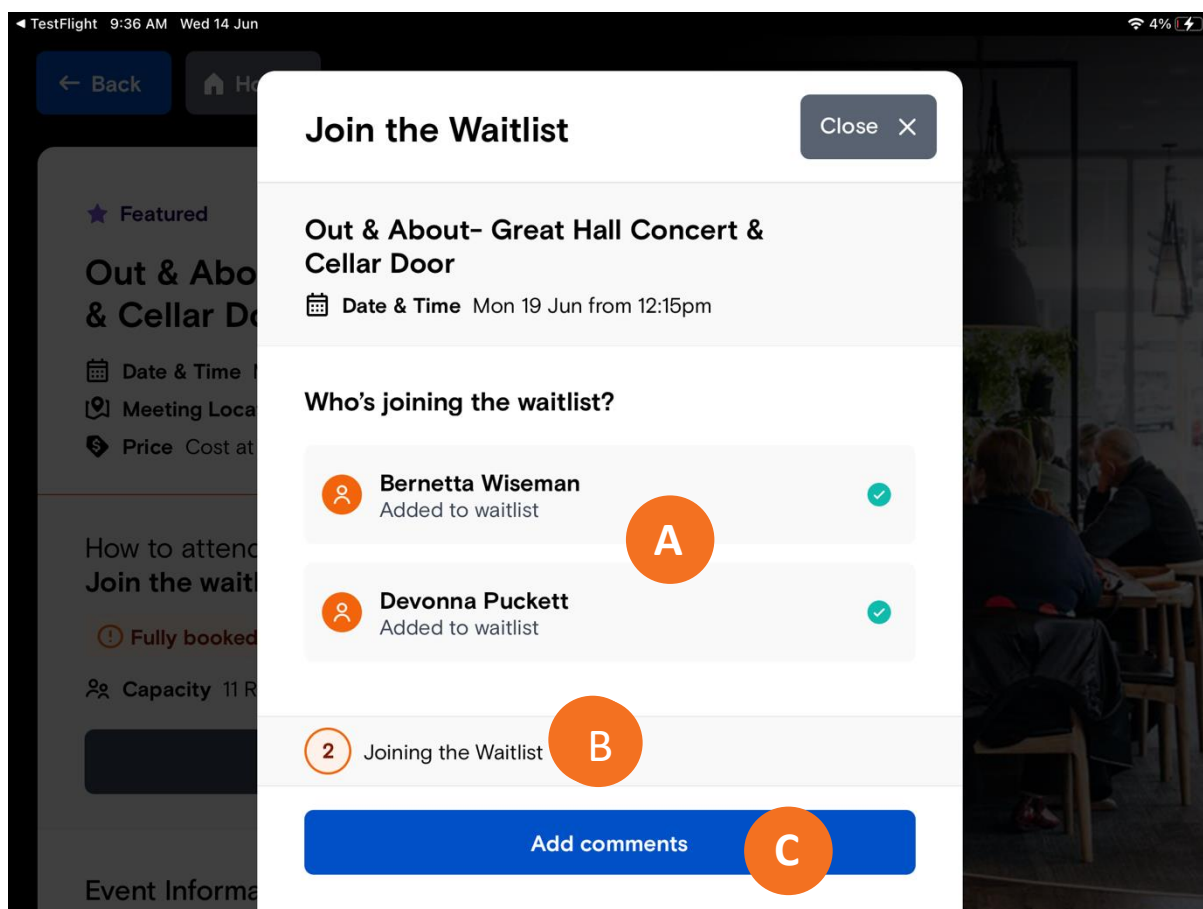 ◄ TestFlight 9:36 AM Wed 14 Jun 4%
← Back
Ho
Join the Waitlist
Close ×
Featured
Out & Abo
& Cellar Do
Date & Time
Meeting Loca
Price Cost at
Out & About- Great Hall Concert &
Cellar Door
Date & Time Mon 19 Jun from 12:15pm
Who's joining the waitlist?
Bernetta Wiseman
Added to waitlist
A
Devonna Puckett
Added to waitlist
How to attend
Join the waitl
Fully booked
Capacity 11 R
2 Joining the Waitlist B
Add comments C
Event Informa